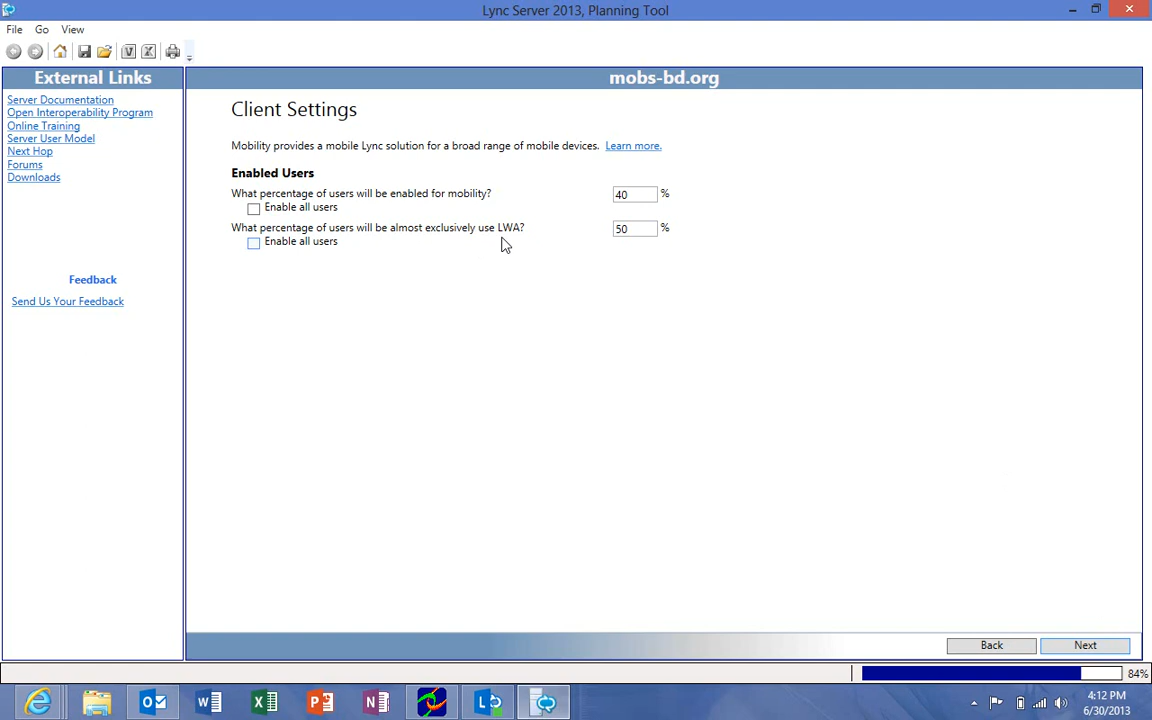 Lync Server 2013, Planning Tool
File Go View
External Links
Server Documentation
Open Interoperability Program
Online Training
Server User Model
Next Hop
Forums
Downloads
Feedback
Send Us Your Feedback
mobs-bd.org
Client Settings
Mobility provides a mobile Lync solution for a broad range of mobile devices. Learn more.
Enabled Users
What percentage of users will be enabled for mobility? 40 %
Enable all users
What percentage of users will be almost exclusively use LWA? 50 %
Enable all users
Back Next
84%
4:12 PM
6/30/2013